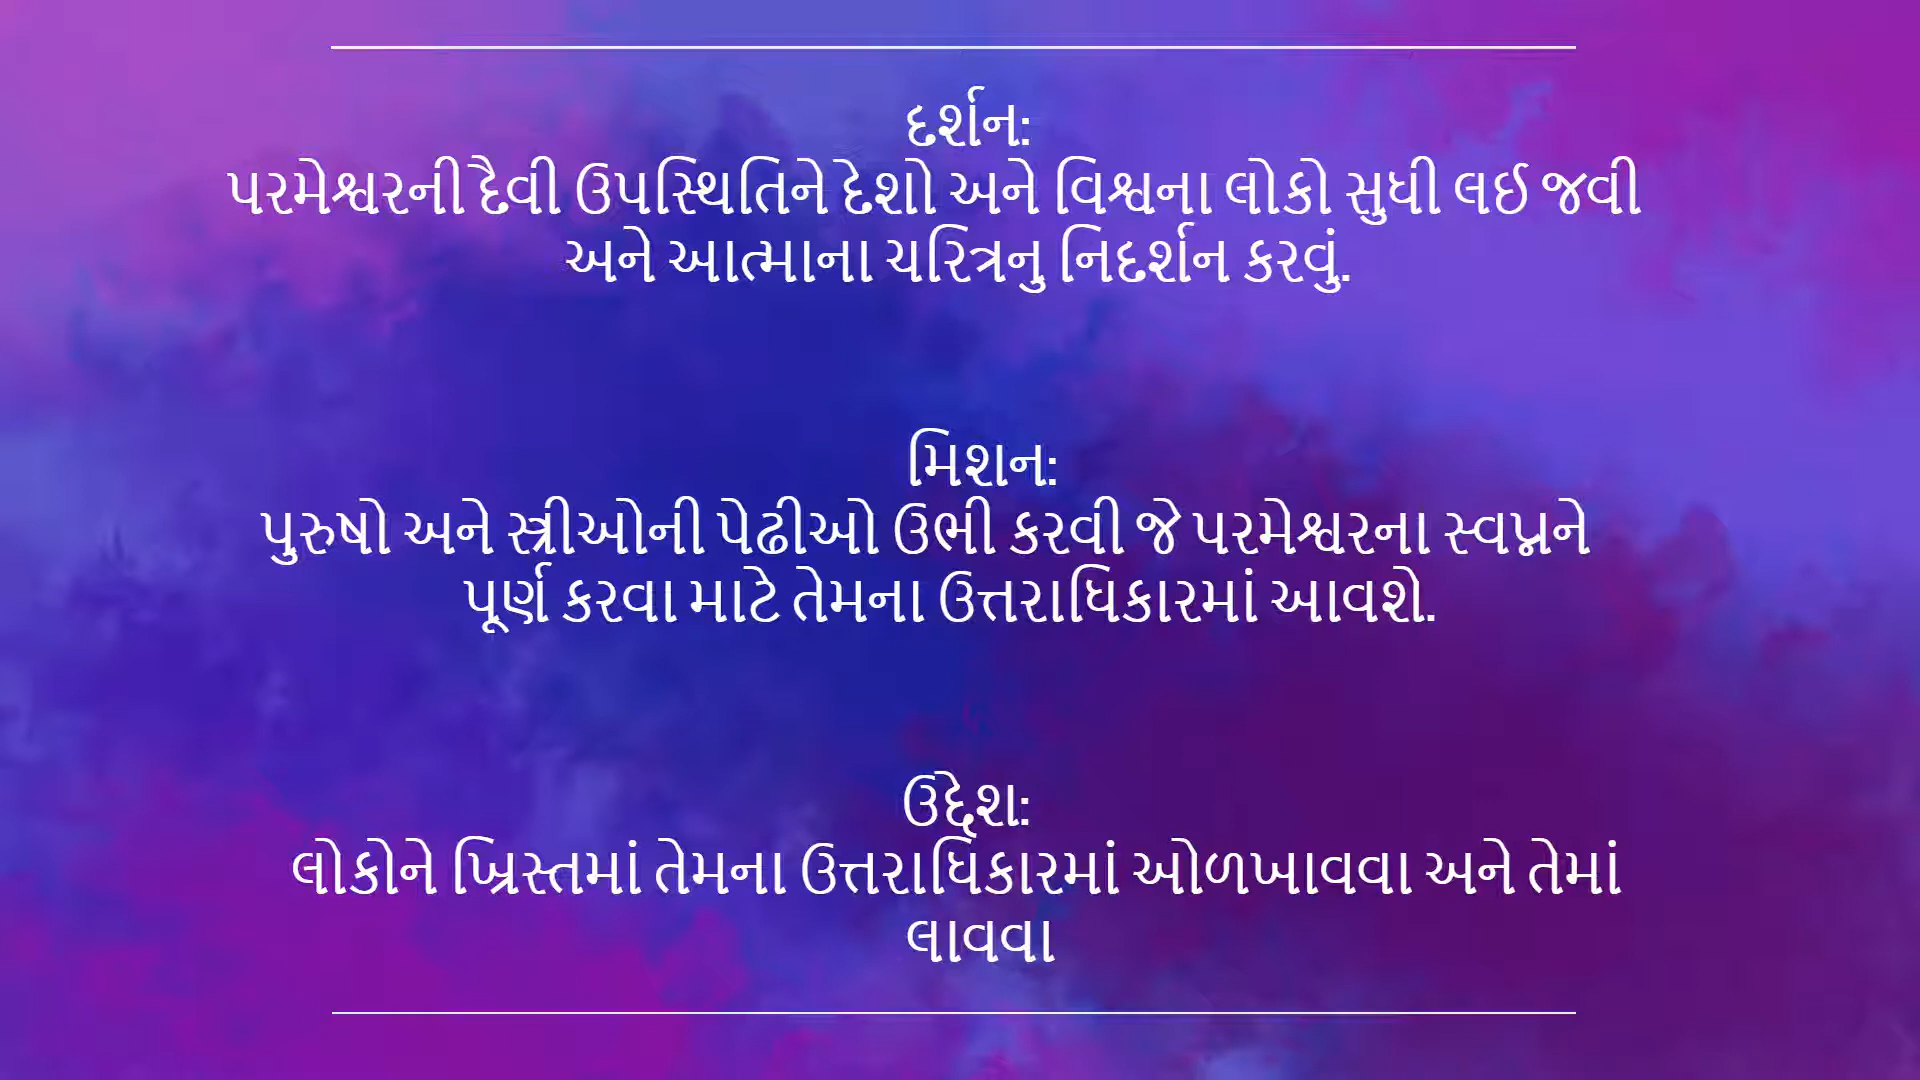 દર્શન:
પરમેશ્વરની દૈવી ઉપસ્થિતિને દેશો અને વિશ્વના લોકો સુધી લઈ જવી
અને આત્માના ચરિત્રનુ નિદર્શન કરવું.
મિશન:
પુરુષો અને સ્ત્રીઓની પેઢીઓ ઉભી કરવી જે પરમેશ્વરના સ્વપ્નને
પૂર્ણ કરવા માટે તેમના ઉત્તરાધિકારમાં આવશે.
ઉદ્દેશ:
લોકોને ખ્રિસ્તમાં તેમના ઉત્તરાધિકારમાં ઓળખાવવા અને તેમાં
લાવવા